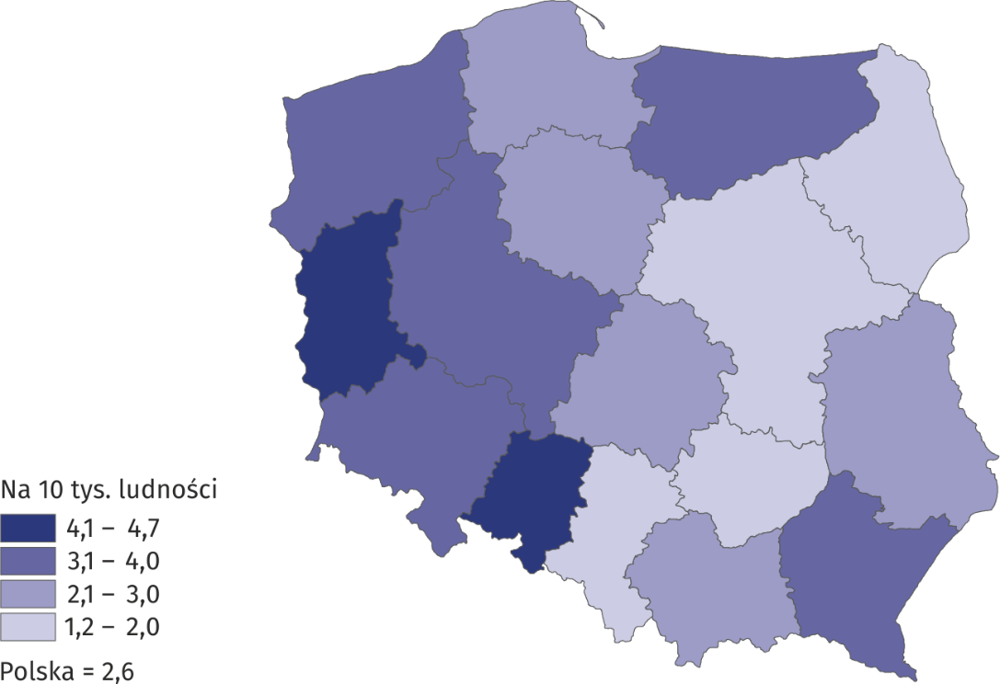 Na 10 tys. ludności
4,1 – 4,7
3,1 – 4,0
2,1 – 3,0
1,2 – 2,0
Polska = 2,6